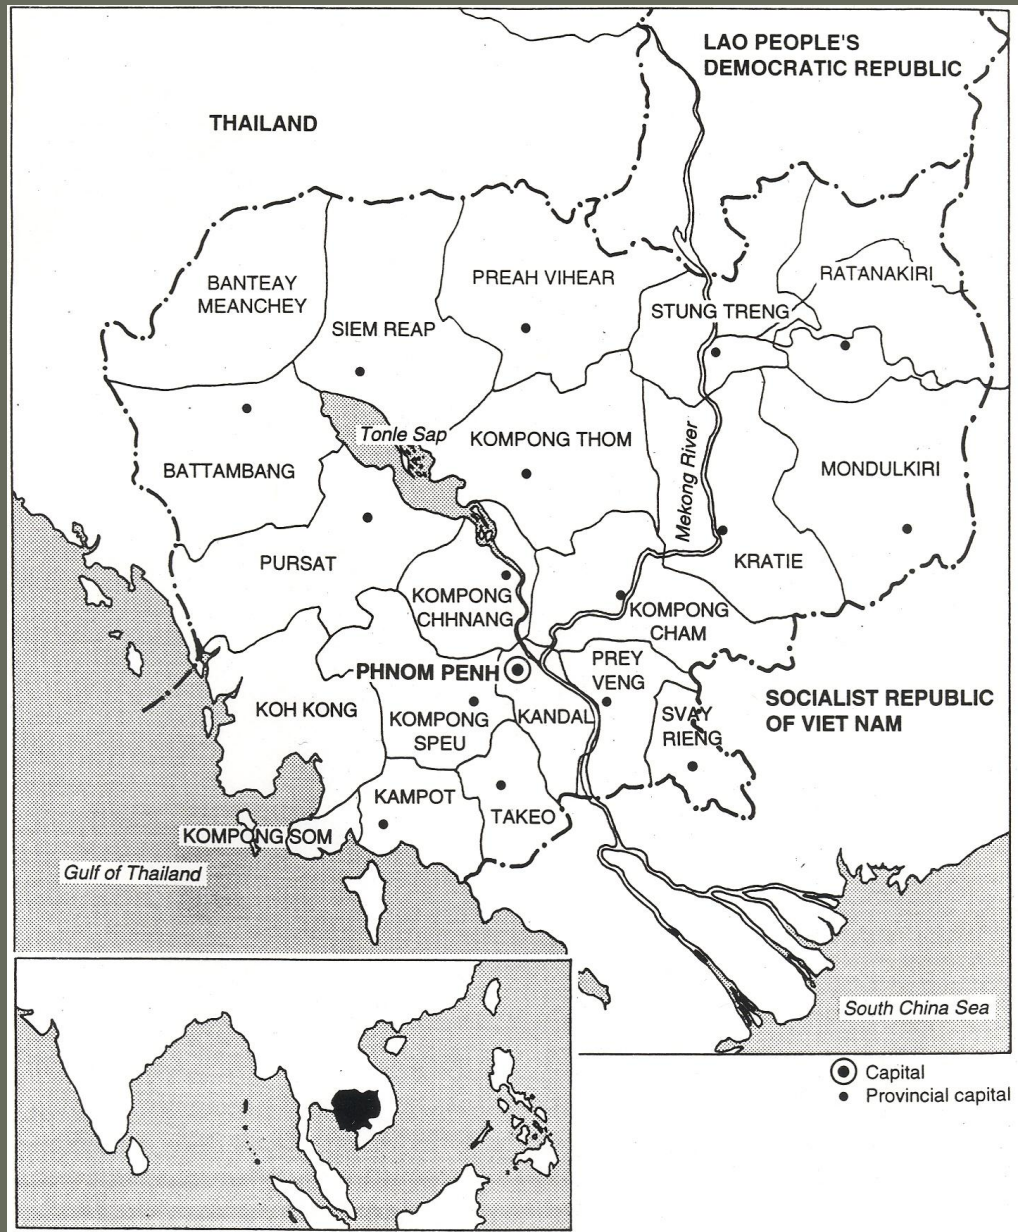 LAO PEOPLE'S
DEMOCRATIC REPUBLIC
THAILAND
BANTEAY
MEANCHEY
PREAH VIHEAR
RATANAKIRI
STUNG TRENG
SIEM REAP
Tonle Sap
KOMPONG THOM
Mekong River
BATTAMBANG
MONDULKIRI
PURSAT
KRATIE
KOMPONG
CHHNANG
KOMPONG
CHAM
PHNOM PENH
PREY
VENG
SOCIALIST REPUBLIC
OF VIET NAM
KOH KONG
KOMPONG
SPEU
KANDAL
SVAY
RIENG
KAMPOT
TAKEO
KOMPONG SOM
Gulf of Thailand
South China Sea
Capital
Provincial capital